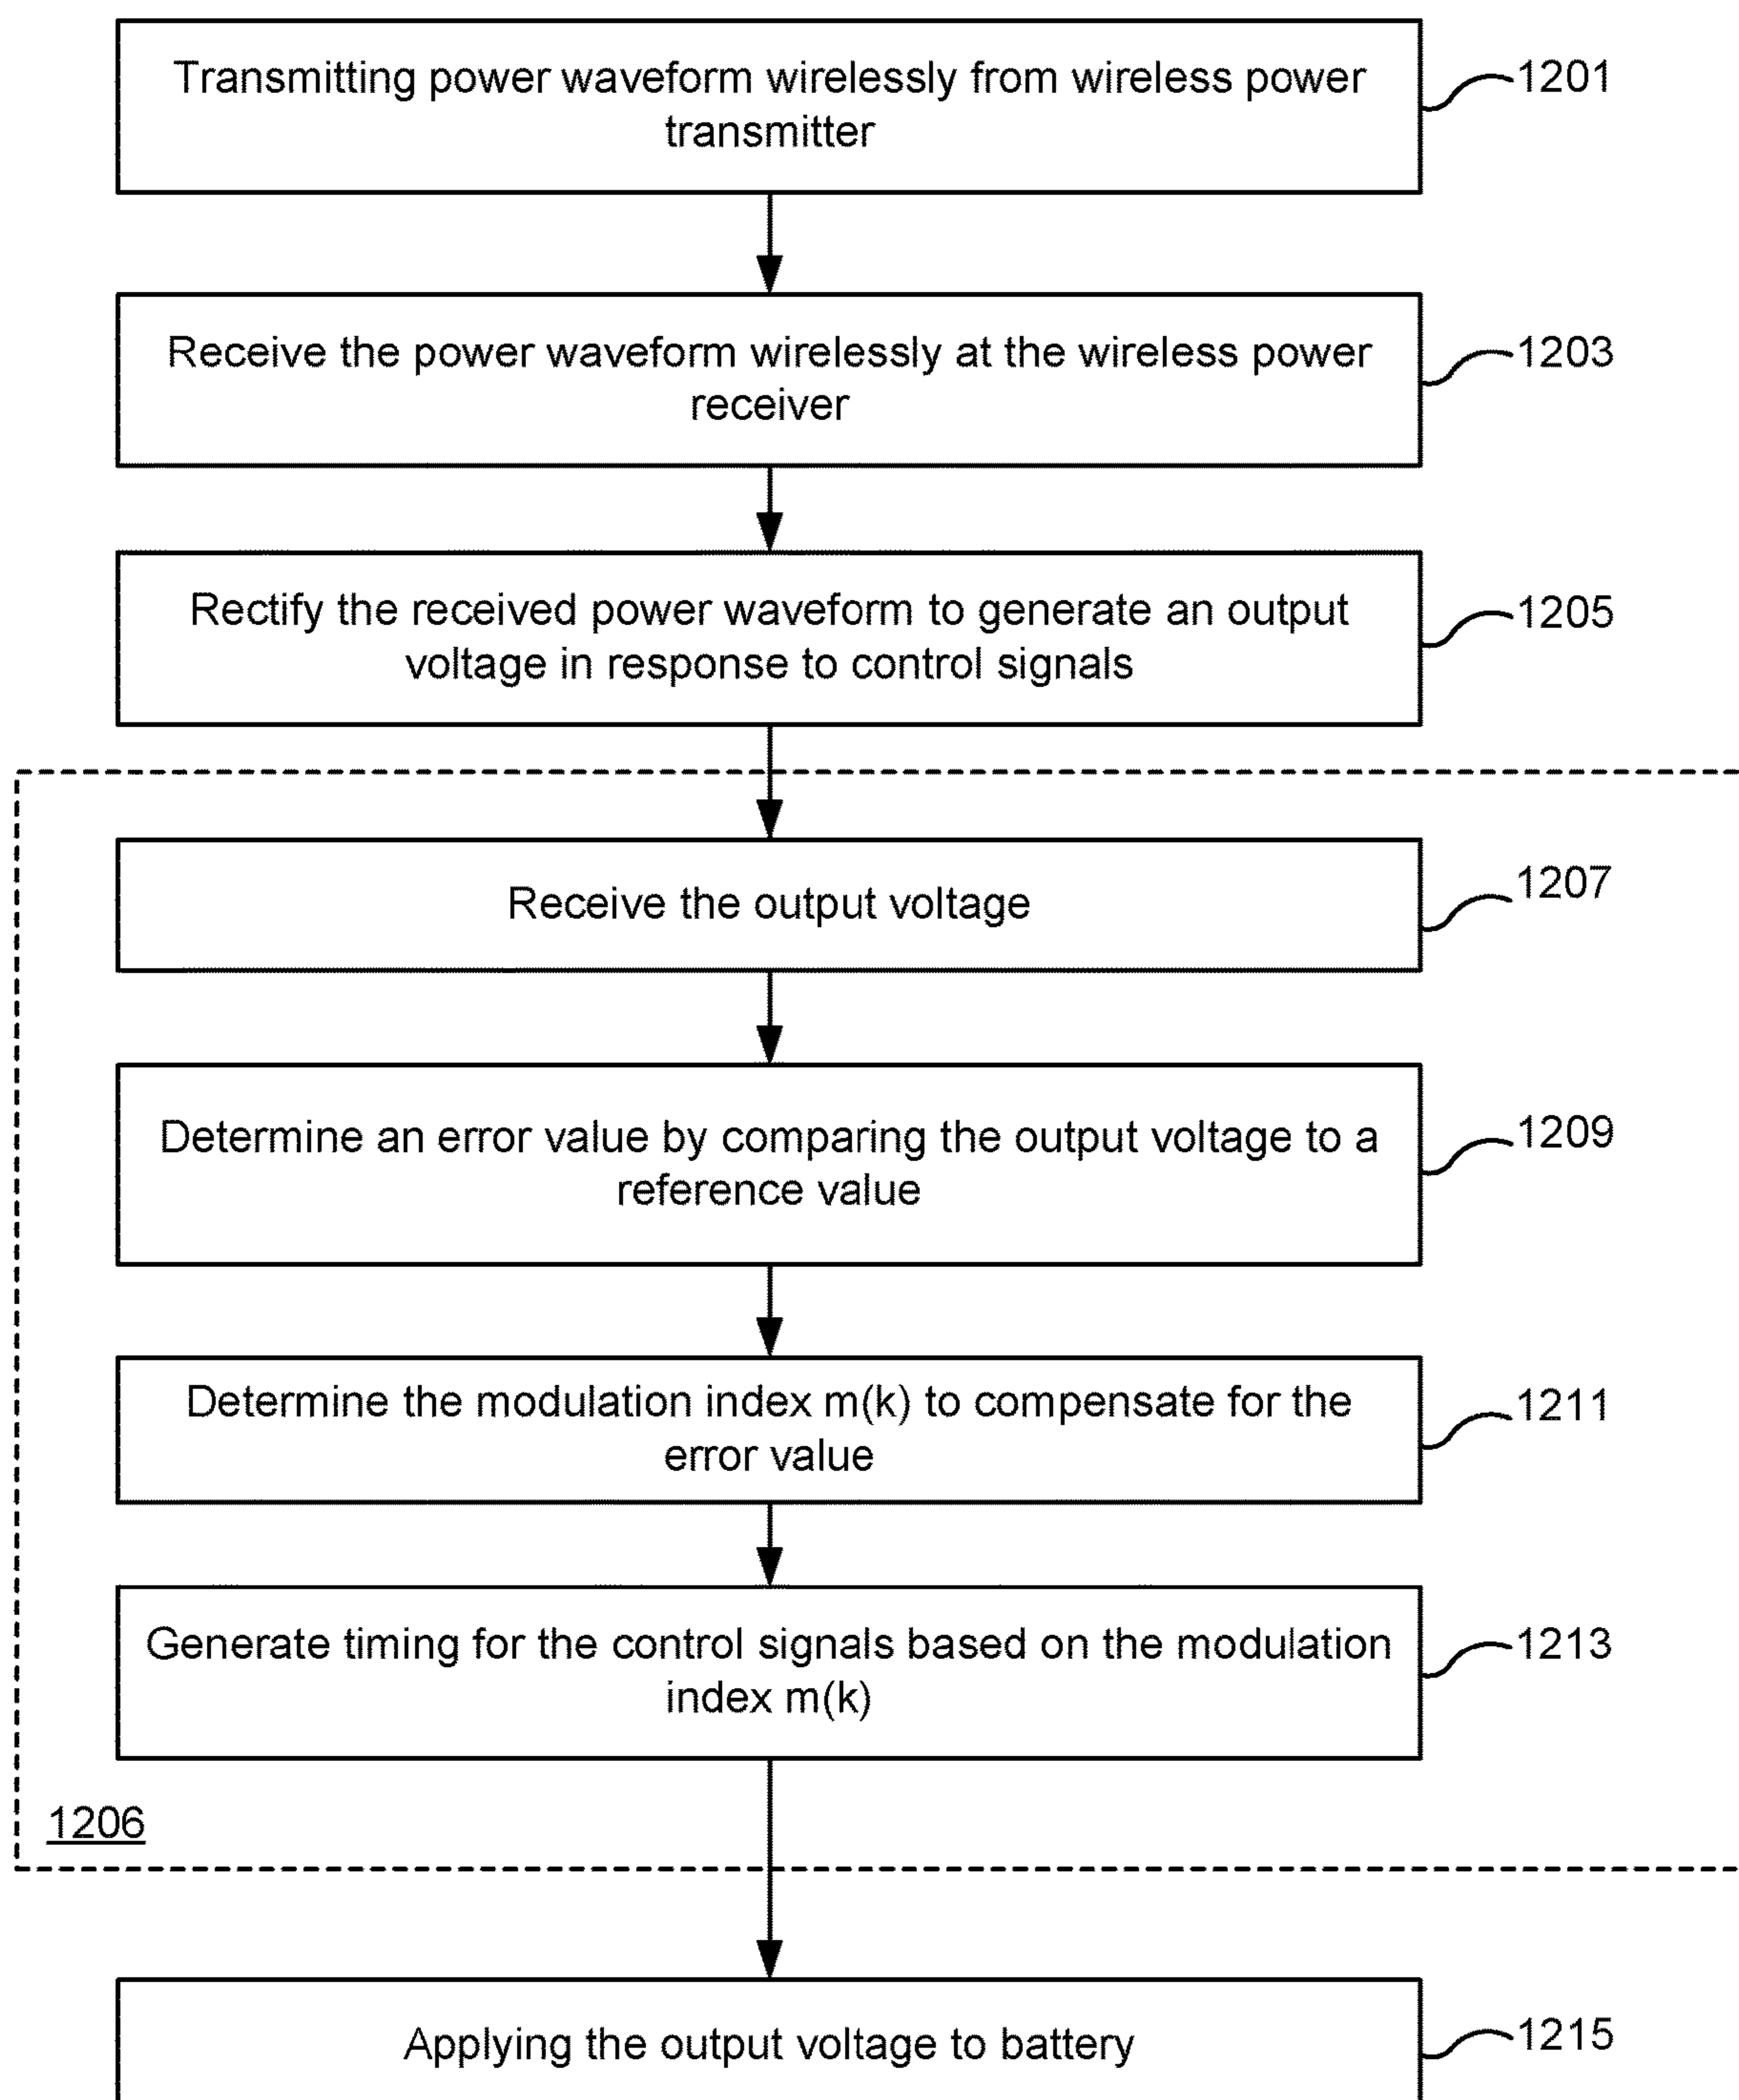 Transmitting power waveform wirelessly from wireless power
transmitter
1201
Receive the power waveform wirelessly at the wireless power
receiver
1203
Rectify the received power waveform to generate an output
voltage in response to control signals
1205
Receive the output voltage
1207
Determine an error value by comparing the output voltage to a
reference value
1209
Determine the modulation index m(k) to compensate for the
error value
1211
Generate timing for the control signals based on the modulation
index m(k)
1213
1206
Applying the output voltage to battery
1215